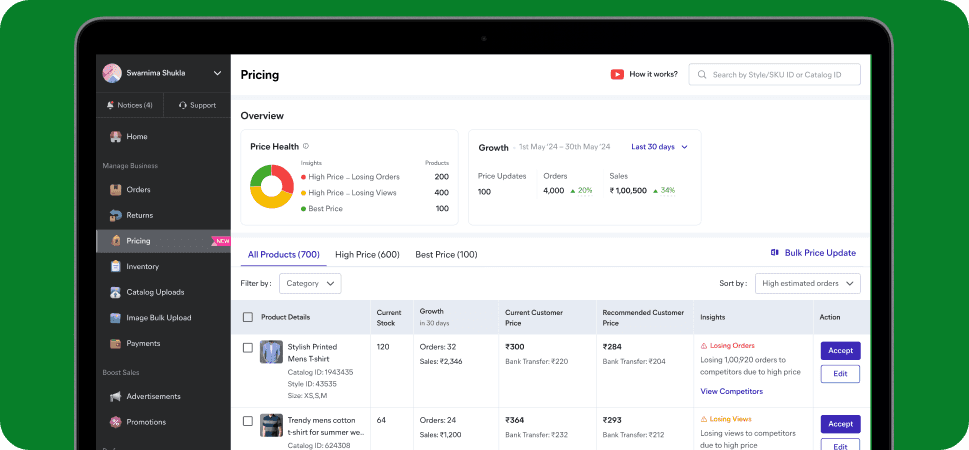 Swarnima Shukla
Notices (4)
Support
Home
Manage Business
Orders
Returns
Pricing
NEW
Inventory
Catalog Uploads
Image Bulk Upload
Payments
Boost Sales
Advertisements
Promotions
Pricing
How it works?
Search by Style/SKU ID or Catalog ID
Overview
Price Health
Insights
Products
High Price .. Losing Orders
200
High Price .. Losing Views
400
Best Price
100
Growth
1st May '24 – 30th May '24
Last 30 days
Price Updates
100
Orders
4,000 ▲ 20%
Sales
₹ 1,00,500 ▲ 34%
All Products (700)
High Price (600)
Best Price (100)
Bulk Price Update
Filter by :
Category
Sort by :
High estimated orders
Product Details
Current
Stock
Growth
in 30 days
Current Customer
Price
Recommended Customer
Price
Insights
Action
Stylish Printed
Mens T-shirt
Catalog ID: 1943435
Style ID: 43535
Size: XS,S,M
120
Orders: 32
Sales: ₹2,346
₹300
Bank Transfer: ₹220
₹284
Bank Transfer: ₹204
Losing Orders
Losing 1,00,920 orders to
competitors due to high price
View Competitors
Accept
Edit
Trendy mens cotton
t-shirt for summer we...
Catalog ID: 624308
64
Orders: 24
Sales: ₹1,200
₹364
Bank Transfer: ₹232
₹293
Bank Transfer: ₹212
Losing Views
Losing views to competitors
due to high price
Accept
Edit